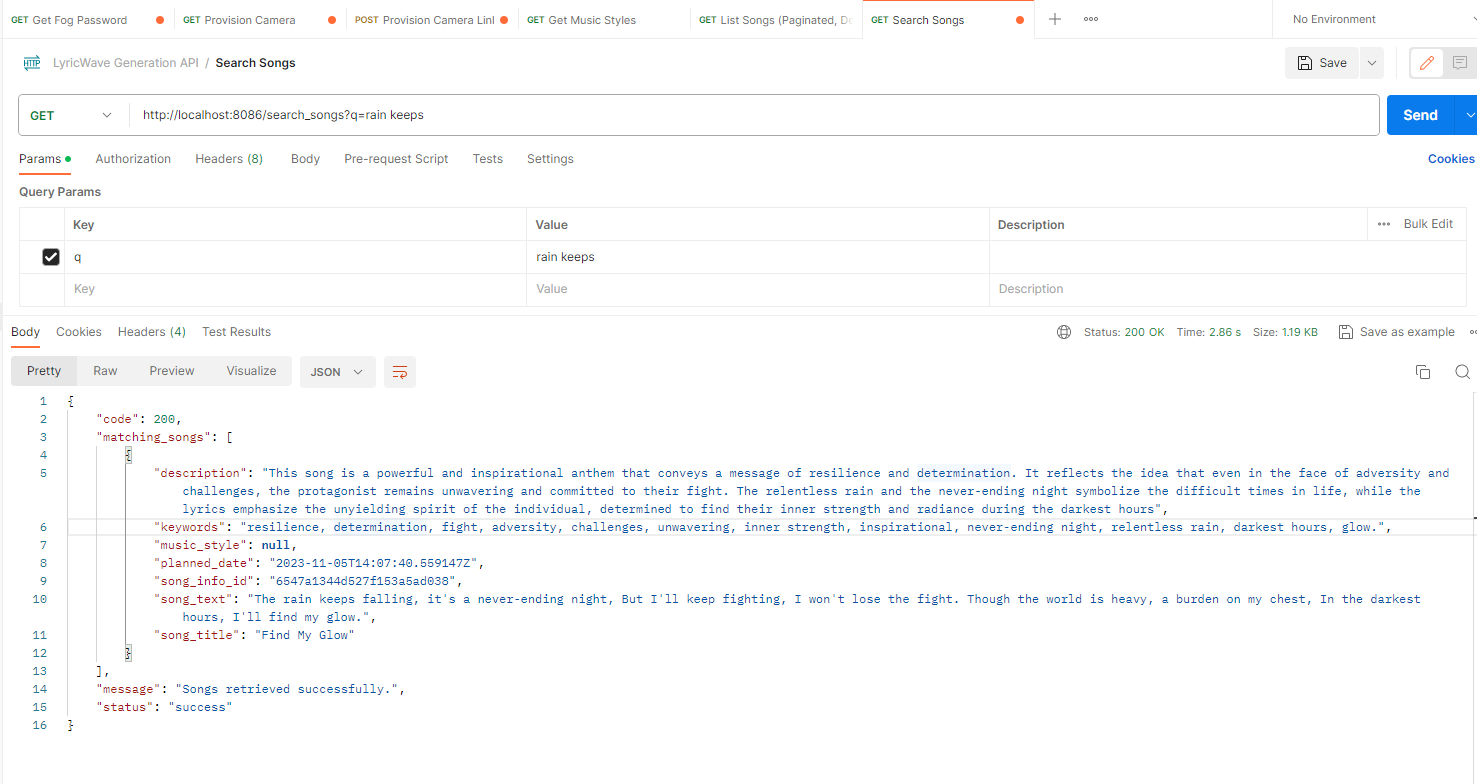 GET Get Fog Password GET Provision Camera POST Provision Camera Linl GET Get Music Styles GET List Songs (Paginated, De GET Search Songs No Environment
HTTP LyricWave Generation API / Search Songs Save
GET http://localhost:8086/search_songs?q=rain keeps Send
Params Authorization Headers (8) Body Pre-request Script Tests Settings Cookies
Query Params
Key Value Description Bulk Edit
q rain keeps
Key Value Description
Body Cookies Headers (4) Test Results Status: 200 OK Time: 2.86 s Size: 1.19 KB Save as example
Pretty Raw Preview Visualize JSON
1 {
2 "code": 200,
3 "matching_songs": [
4 {
5 "description": "This song is a powerful and inspirational anthem that conveys a message of resilience and determination. It reflects the idea that even in the face of adversity and
challenges, the protagonist remains unwavering and committed to their fight. The relentless rain and the never-ending night symbolize the difficult times in life, while the
lyrics emphasize the unyielding spirit of the individual, determined to find their inner strength and radiance during the darkest hours",
6 "keywords": "resilience, determination, fight, adversity, challenges, unwavering, inner strength, inspirational, never-ending night, relentless rain, darkest hours, glow.",
7 "music_style": null,
8 "planned_date": "2023-11-05T14:07:40.559147Z",
9 "song_info_id": "6547a1344d527f153a5ad038",
10 "song_text": "The rain keeps falling, it's a never-ending night, But I'll keep fighting, I won't lose the fight. Though the world is heavy, a burden on my chest, In the darkest
hours, I'll find my glow.",
11 "song_title": "Find My Glow"
12 }
13 ],
14 "message": "Songs retrieved successfully.",
15 "status": "success"
16 }